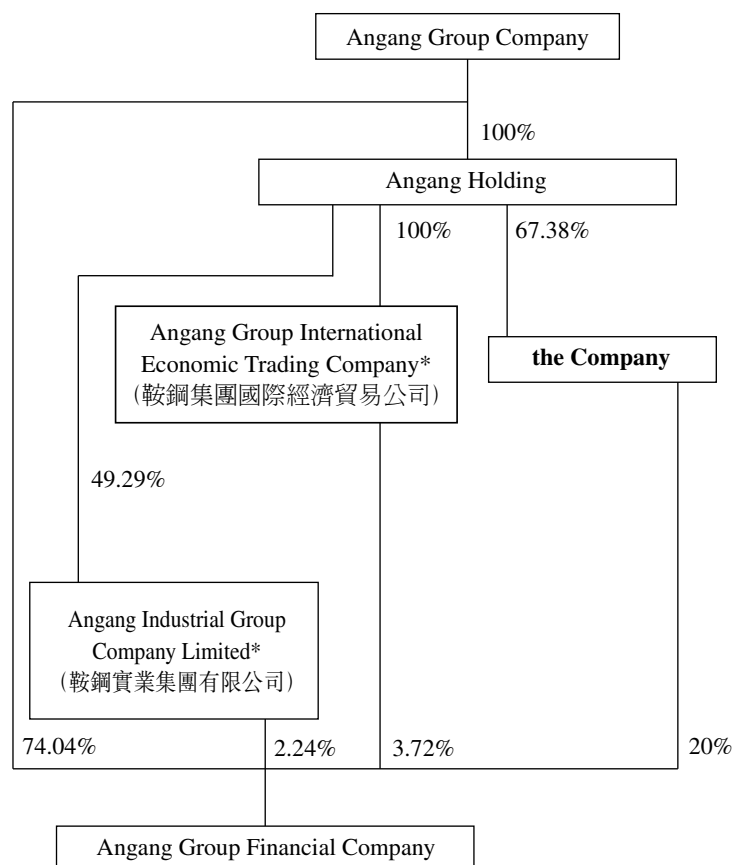 Angang Group Company
100%
Angang Holding
100%
67.38%
Angang Group International
Economic Trading Company*
(鞍鋼集團國際經濟貿易公司)
the Company
49.29%
Angang Industrial Group
Company Limited*
(鞍鋼實業集團有限公司)
74.04%
2.24%
3.72%
20%
Angang Group Financial Company